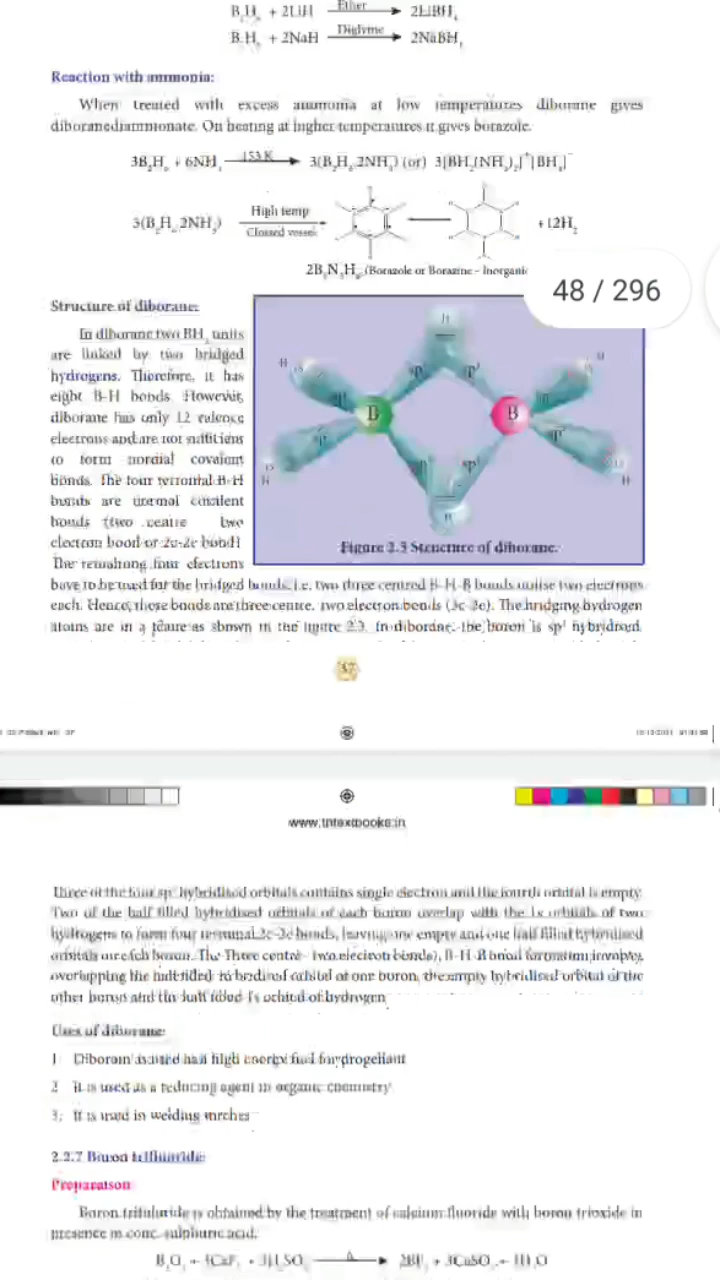 B₂H₆ + 2LiH Ether 2LiBH₄
B₂H₆ + 2NaH Diglyme 2NaBH₄
Reaction with ammonia:
When treated with excess ammonia at low temperatures diborane gives
diboranediammonate. On heating at higher temperatures it gives borazole.
3B₂H₆ + 6NH₃ 153 K 3(B₂H₆.2NH₃) (or) 3[BH₂(NH₃)₂]⁺[BH₄]⁻
3(B₂H₆.2NH₃) High temp
Closed vessel
+ 12H₂
2B₃N₃H₆ (Borazole or Borazine - Inorganic
48 / 296
Structure of diborane:
In diborane two BH₂ units
are linked by two bridged
hydrogens. Therefore, it has
eight B-H bonds. However,
diborane has only 12 valence
electrons and are not sufficient
to form normal covalent
bonds. The four terminal B-H
bonds are normal covalent
bonds (two centre two
electron bond or 2c-2e bond).
The remaining four electrons
H
H
H
H
H
H
B
B
sp³
sp³
sp³
sp³
Figure 2.3 Structure of diborane.
have to be used for the bridged bonds. i.e. two three centred B-H-B bonds utilise two electrons
each. Hence, these bonds are three centre, two electron bonds (3c-2e). The bridging hydrogen
atoms are in a plane as shown in the figure 2.3. In diborane, the boron is sp³ hybridised.
37
www.tntextbooks.in
Three of the four sp³ hybridised orbitals contains single electron and the fourth orbital is empty.
Two of the half filled hybridised orbitals of each boron overlap with the 1s orbitals of two
hydrogens to form four terminal 2c-2e bonds, leaving one empty and one half filled hybridised
orbitals on each boron. The Three centre - two electron bonds), B-H-B bond formation involves
overlapping the half filled hybridised orbital of one boron, the empty hybridised orbital of the
other boron and the half filled 1s orbital of hydrogen.
Uses of diborane:
1 Diborane is used as a high energy fuel for propellant
2 It is used as a reducing agent in organic chemistry
3. It is used in welding torches
2.2.7 Boron trifluoride:
Preparation:
Boron trifluoride is obtained by the treatment of calcium fluoride with boron trioxide in
presence of conc. sulphuric acid.
B₂O₃ + 3CaF₂ + 3H₂SO₄ Δ 2BF₃ + 3CaSO₄ + 3H₂O